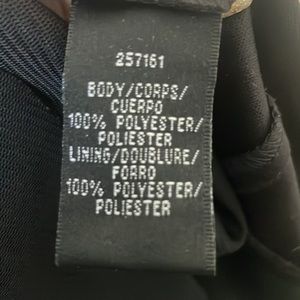 257161
BODY/CORPS/
CUERPO
100% POLYESTER/
POLIESTER
LINING/DOUBLURE/
FORRO
100% POLYESTER/
POLIESTER